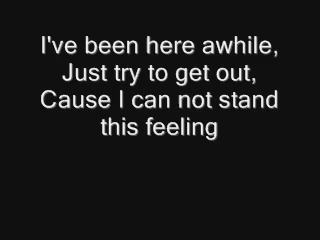 I've been here awhile,
Just try to get out,
Cause I can not stand
this feeling